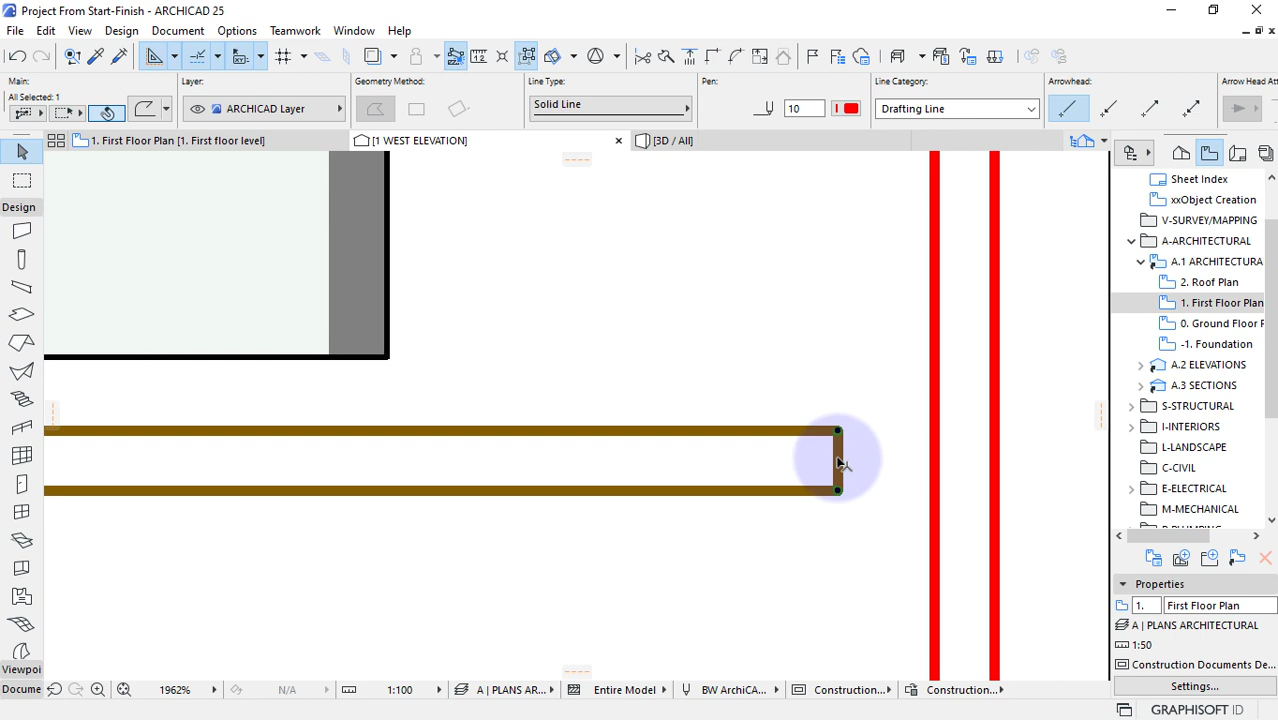 Project From Start-Finish - ARCHICAD 25
File Edit View Design Document Options Teamwork Window Help
Main: Layer: Geometry Method: Line Type: Pen: Line Category: Arrowhead: Arrow Head At
All Selected: 1
ARCHICAD Layer Solid Line 10 Drafting Line
1. First Floor Plan [1. First floor level] [1 WEST ELEVATION] [3D / All]
Design
Sheet Index
xxObject Creation
V-SURVEY/MAPPING
A-ARCHITECTURAL
A.1 ARCHITECTURA
2. Roof Plan
1. First Floor Plan
0. Ground Floor F
-1. Foundation
A.2 ELEVATIONS
A.3 SECTIONS
S-STRUCTURAL
I-INTERIORS
L-LANDSCAPE
C-CIVIL
E-ELECTRICAL
M-MECHANICAL
Properties
1. First Floor Plan
A | PLANS ARCHITECTURAL
1:50
Construction Documents De...
Settings...
Viewpoi
Docume 1962% N/A 1:100 A | PLANS AR... Entire Model BW ArchiCA... Construction... Construction...
GRAPHISOFT ID